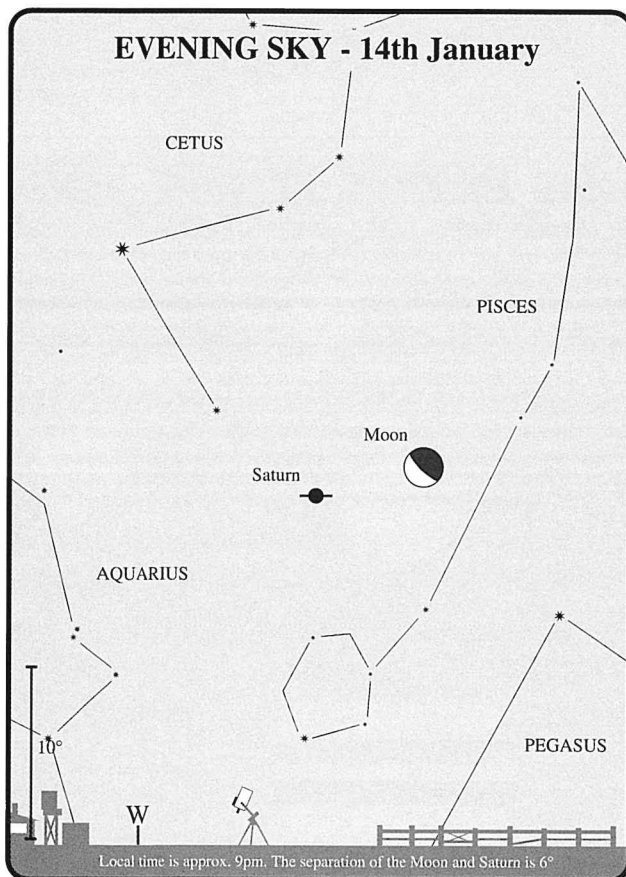 EVENING SKY - 14th January
CETUS
PISCES
Moon
Saturn
AQUARIUS
10°
PEGASUS
W
Local time is approx. 9pm. The separation of the Moon and Saturn is 6°